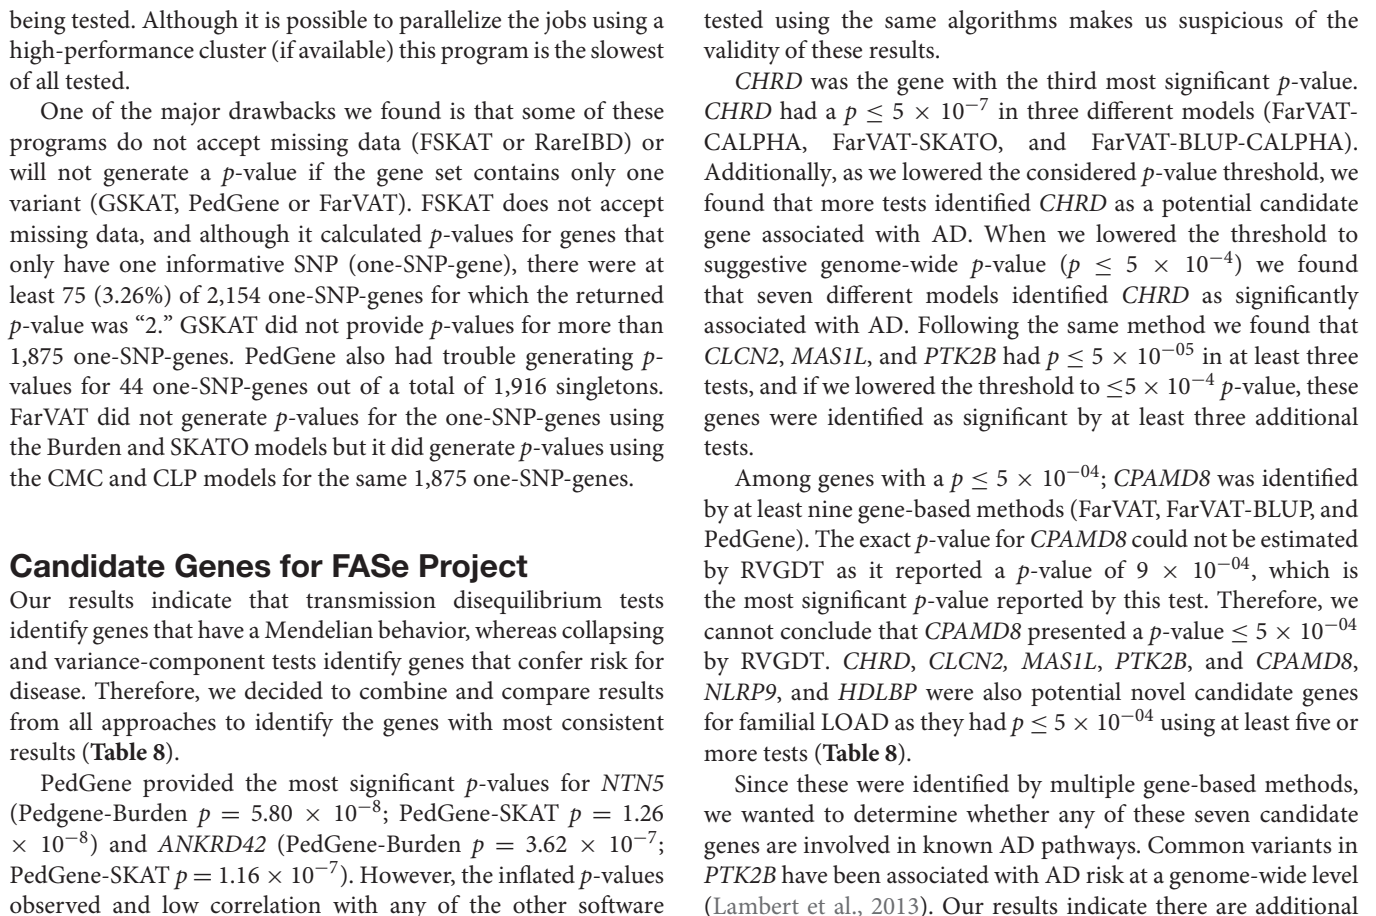 being tested. Although it is possible to parallelize the jobs using a
high-performance cluster (if available) this program is the slowest
of all tested.
One of the major drawbacks we found is that some of these
programs do not accept missing data (FSKAT or RareIBD) or
will not generate a p-value if the gene set contains only one
variant (GSKAT, PedGene or FarVAT). FSKAT does not accept
missing data, and although it calculated p-values for genes that
only have one informative SNP (one-SNP-gene), there were at
least 75 (3.26%) of 2,154 one-SNP-genes for which the returned
p-value was “2.” GSKAT did not provide p-values for more than
1,875 one-SNP-genes. PedGene also had trouble generating p-
values for 44 one-SNP-genes out of a total of 1,916 singletons.
FarVAT did not generate p-values for the one-SNP-genes using
the Burden and SKATO models but it did generate p-values using
the CMC and CLP models for the same 1,875 one-SNP-genes.
Candidate Genes for FASe Project
Our results indicate that transmission disequilibrium tests
identify genes that have a Mendelian behavior, whereas collapsing
and variance-component tests identify genes that confer risk for
disease. Therefore, we decided to combine and compare results
from all approaches to identify the genes with most consistent
results (Table 8).
PedGene provided the most significant p-values for NTN5
(Pedgene-Burden p = 5.80 × 10−8; PedGene-SKAT p = 1.26
× 10−8) and ANKRD42 (PedGene-Burden p = 3.62 × 10−7;
PedGene-SKAT p = 1.16 × 10−7). However, the inflated p-values
observed and low correlation with any of the other software
tested using the same algorithms makes us suspicious of the
validity of these results.
CHRD was the gene with the third most significant p-value.
CHRD had a p ≤ 5 × 10−7 in three different models (FarVAT-
CALPHA, FarVAT-SKATO, and FarVAT-BLUP-CALPHA).
Additionally, as we lowered the considered p-value threshold, we
found that more tests identified CHRD as a potential candidate
gene associated with AD. When we lowered the threshold to
suggestive genome-wide p-value (p ≤ 5 × 10−4) we found
that seven different models identified CHRD as significantly
associated with AD. Following the same method we found that
CLCN2, MAS1L, and PTK2B had p ≤ 5 × 10−05 in at least three
tests, and if we lowered the threshold to ≤5 × 10−4 p-value, these
genes were identified as significant by at least three additional
tests.
Among genes with a p ≤ 5 × 10−04; CPAMD8 was identified
by at least nine gene-based methods (FarVAT, FarVAT-BLUP, and
PedGene). The exact p-value for CPAMD8 could not be estimated
by RVGDT as it reported a p-value of 9 × 10−04, which is
the most significant p-value reported by this test. Therefore, we
cannot conclude that CPAMD8 presented a p-value ≤ 5 × 10−04
by RVGDT. CHRD, CLCN2, MAS1L, PTK2B, and CPAMD8,
NLRP9, and HDLBP were also potential novel candidate genes
for familial LOAD as they had p ≤ 5 × 10−04 using at least five or
more tests (Table 8).
Since these were identified by multiple gene-based methods,
we wanted to determine whether any of these seven candidate
genes are involved in known AD pathways. Common variants in
PTK2B have been associated with AD risk at a genome-wide level
(Lambert et al., 2013). Our results indicate there are additional